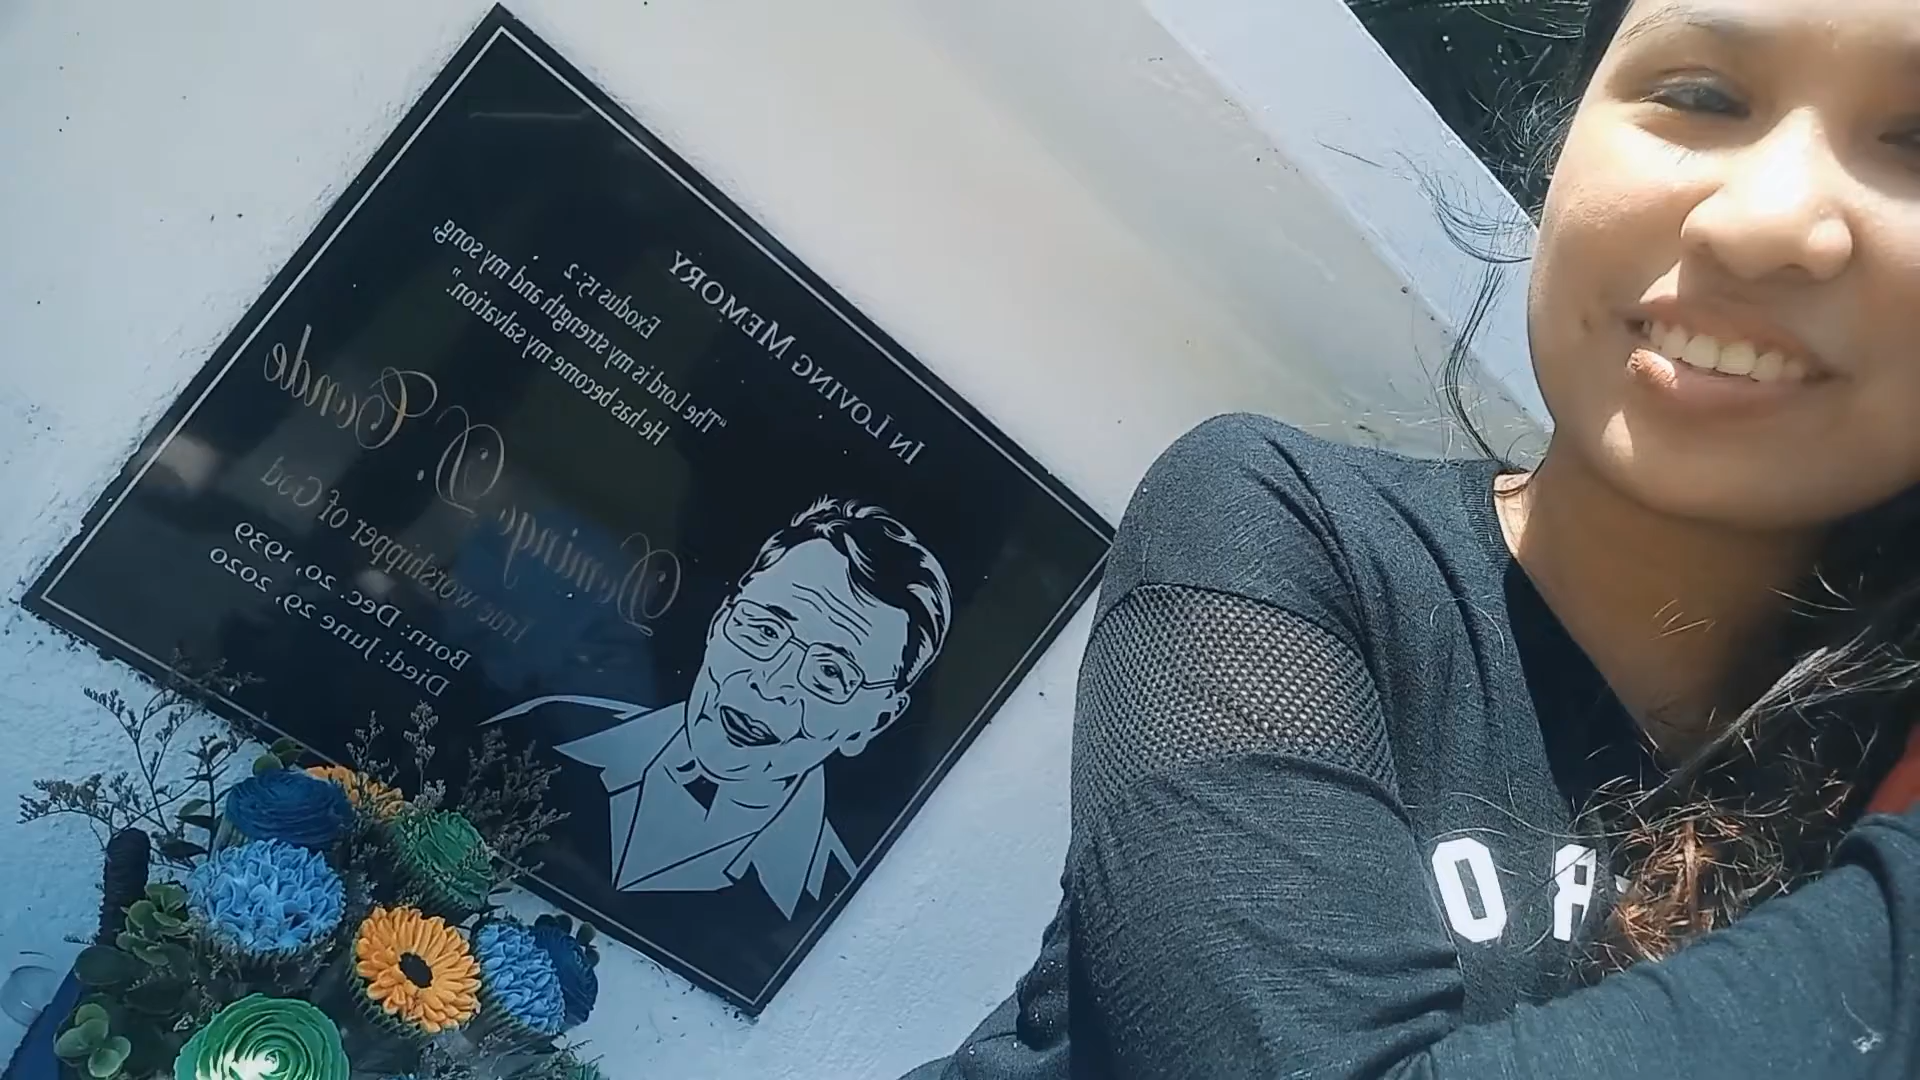 IN LOVING MEMORY
Exodus 15: 2
"The Lord is my strength and my song,
He has become my salvation.".
Domingo D. Conde
True worshipper of God
Born: Dec. 20, 1939
Died: June 29, 2020